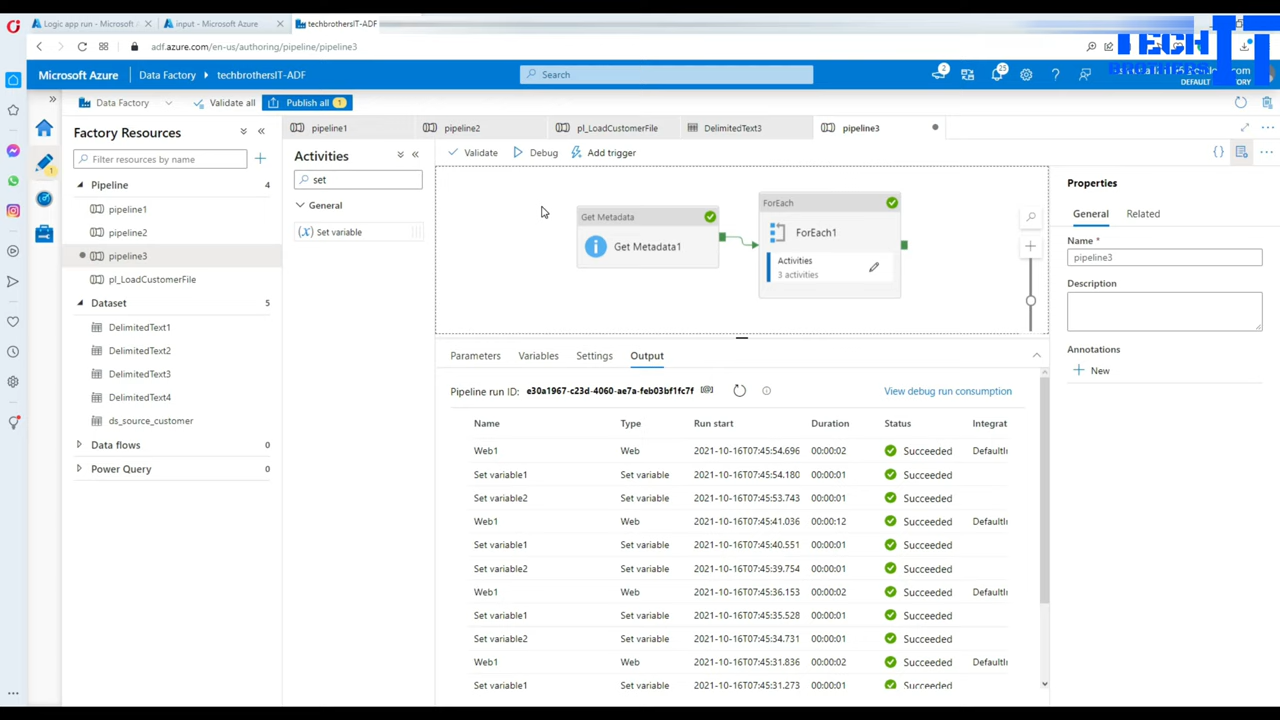 Logic app run - Microsoft A
input - Microsoft Azure
techbrothersIT-ADF
adf.azure.com/en-us/authoring/pipeline/pipeline3
TECH IT
BROTHERS
Microsoft Azure
Data Factory
techbrothersIT-ADF
Search
2
25
DEFAULT
Data Factory
Validate all
Publish all
1
Factory Resources
Filter resources by name
Pipeline
4
pipeline1
pipeline2
pipeline3
pl_LoadCustomerFile
Dataset
5
DelimitedText1
DelimitedText2
DelimitedText3
DelimitedText4
ds_source_customer
Data flows
0
Power Query
0
pipeline1
pipeline2
pl_LoadCustomerFile
DelimitedText3
pipeline3
Activities
set
General
(x) Set variable
Validate
Debug
Add trigger
Get Metadata
Get Metadata1
ForEach
ForEach1
Activities
3 activities
Parameters
Variables
Settings
Output
Pipeline run ID: e30a1967-c23d-4060-ae7a-feb03bf1fc7f
View debug run consumption
Name Type Run start Duration Status Integrat
Web1 Web 2021-10-16T07:45:54.696 00:00:02 Succeeded DefaultIn
Set variable1 Set variable 2021-10-16T07:45:54.180 00:00:01 Succeeded
Set variable2 Set variable 2021-10-16T07:45:53.743 00:00:01 Succeeded
Web1 Web 2021-10-16T07:45:41.036 00:00:12 Succeeded DefaultIn
Set variable1 Set variable 2021-10-16T07:45:40.551 00:00:01 Succeeded
Set variable2 Set variable 2021-10-16T07:45:39.754 00:00:01 Succeeded
Web1 Web 2021-10-16T07:45:36.153 00:00:02 Succeeded DefaultIn
Set variable1 Set variable 2021-10-16T07:45:35.528 00:00:01 Succeeded
Set variable2 Set variable 2021-10-16T07:45:34.731 00:00:01 Succeeded
Web1 Web 2021-10-16T07:45:31.836 00:00:02 Succeeded DefaultIn
Set variable1 Set variable 2021-10-16T07:45:31.273 00:00:01 Succeeded
Properties
General
Related
Name *
pipeline3
Description
Annotations
New